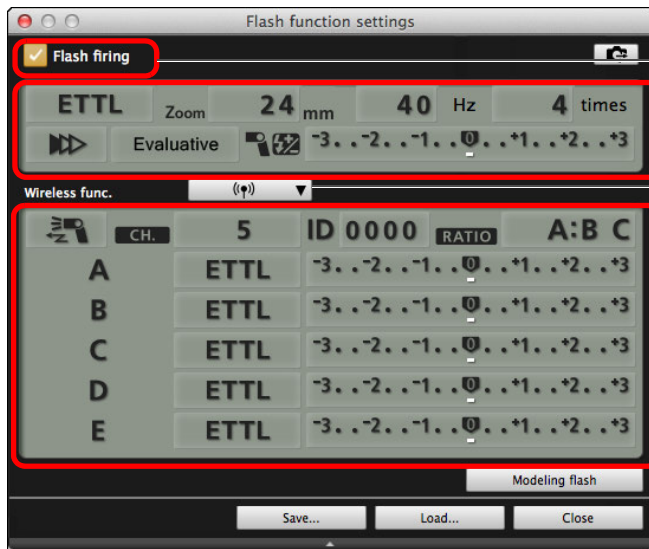 Flash function settings
Flash firing
ETTL Zoom 24 mm 40 Hz 4 times
Evaluative -3..-2..-1..0..+1..+2..+3
Wireless func.
CH. 5 ID 0000 RATIO A:B C
A ETTL -3..-2..-1..0..+1..+2..+3
B ETTL -3..-2..-1..0..+1..+2..+3
C ETTL -3..-2..-1..0..+1..+2..+3
D ETTL -3..-2..-1..0..+1..+2..+3
E ETTL -3..-2..-1..0..+1..+2..+3
Modeling flash
Save... Load... Close